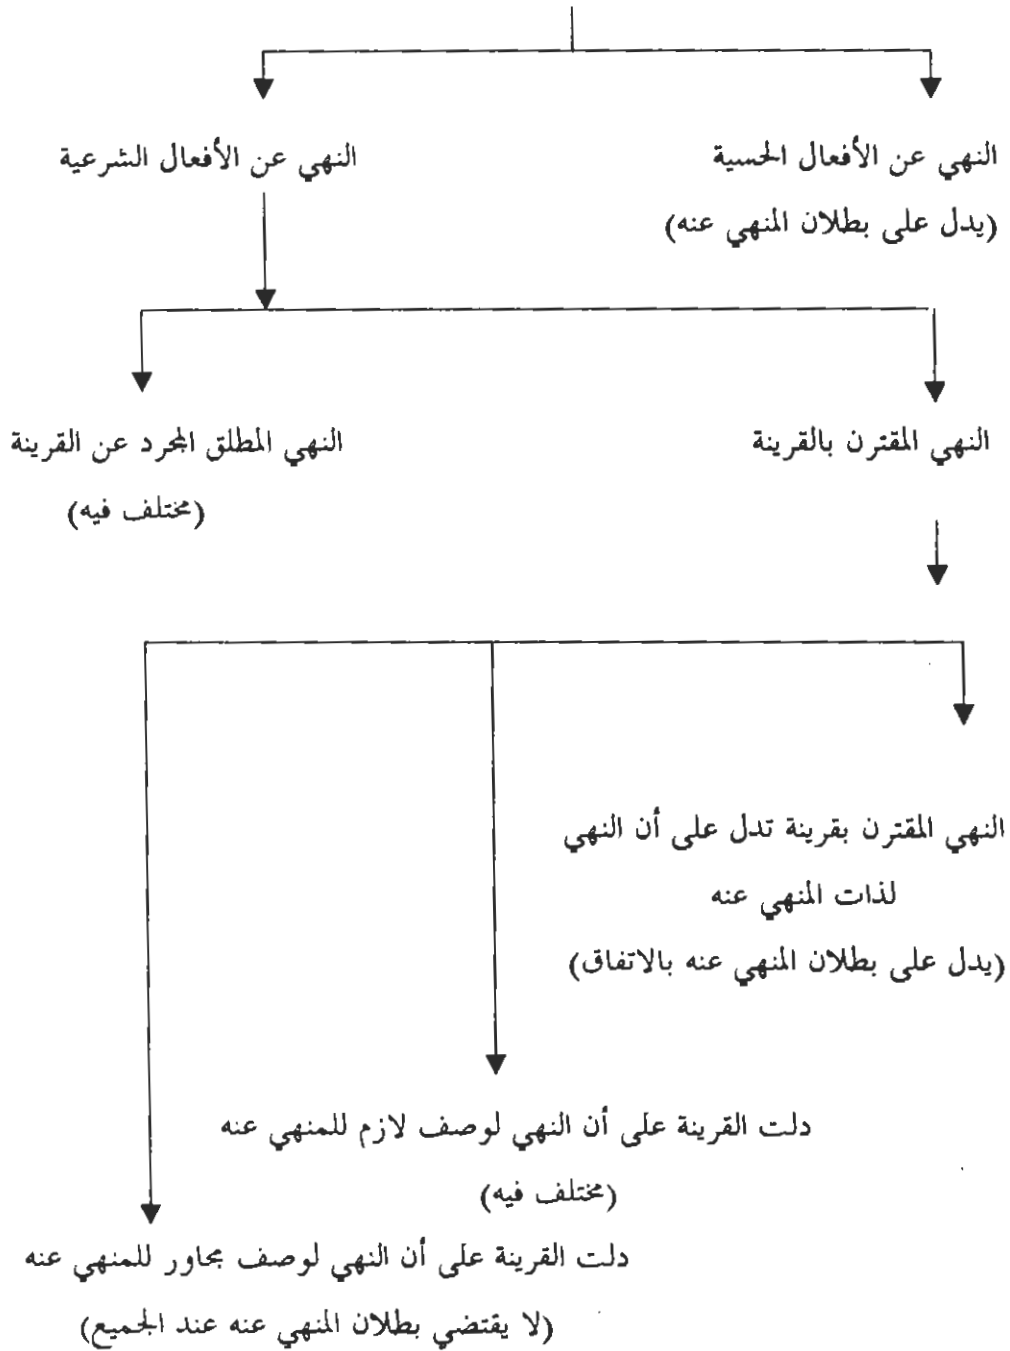 النهي عن الأفعال الحسية
(يدل على بطلان المنهي عنه)
النهي عن الأفعال الشرعية
النهي المقترن بالقرينة
النهي المطلق المجرد عن القرينة
(مختلف فيه)
النهي المقترن بقرينة تدل على أن النهي
لذات المنهي عنه
(يدل على بطلان المنهي عنه بالاتفاق)
دلت القرينة على أن النهي لوصف لازم للمنهي عنه
(مختلف فيه)
دلت القرينة على أن النهي لوصف مجاور للمنهي عنه
(لا يقتضي بطلان المنهي عنه عند الجميع)